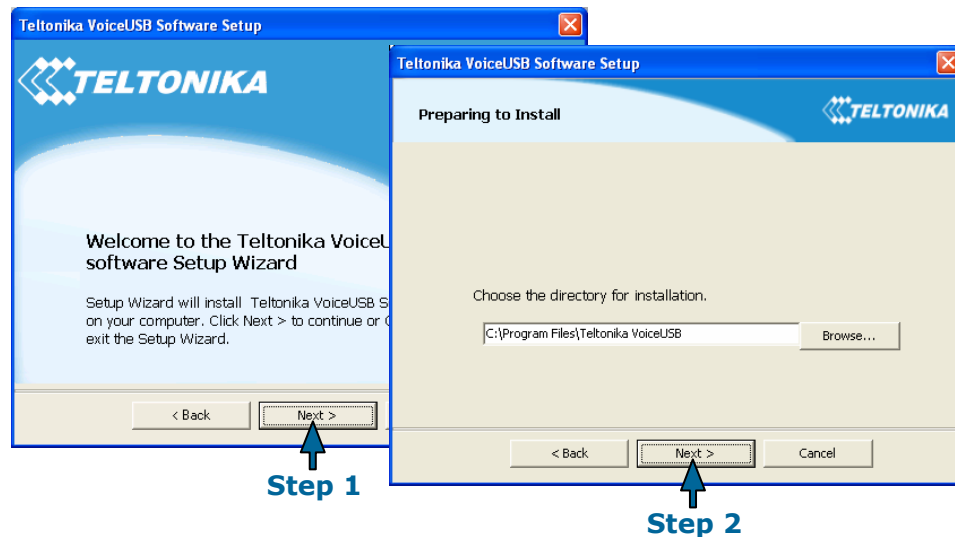 Teltonika VoiceUSB Software Setup
TELTONIKA
Welcome to the Teltonika
software Setup Wizard
Setup Wizard will install Teltonika VoiceUSB
on your computer. Click Next > to continue or
exit the Setup Wizard.
< Back
Next >
Step 1
Teltonika VoiceUSB Software Setup
Preparing to Install
TELTONIKA
Choose the directory for installation.
C:\Program Files\Teltonika VoiceUSB
Browse...
< Back
Next >
Cancel
Step 2